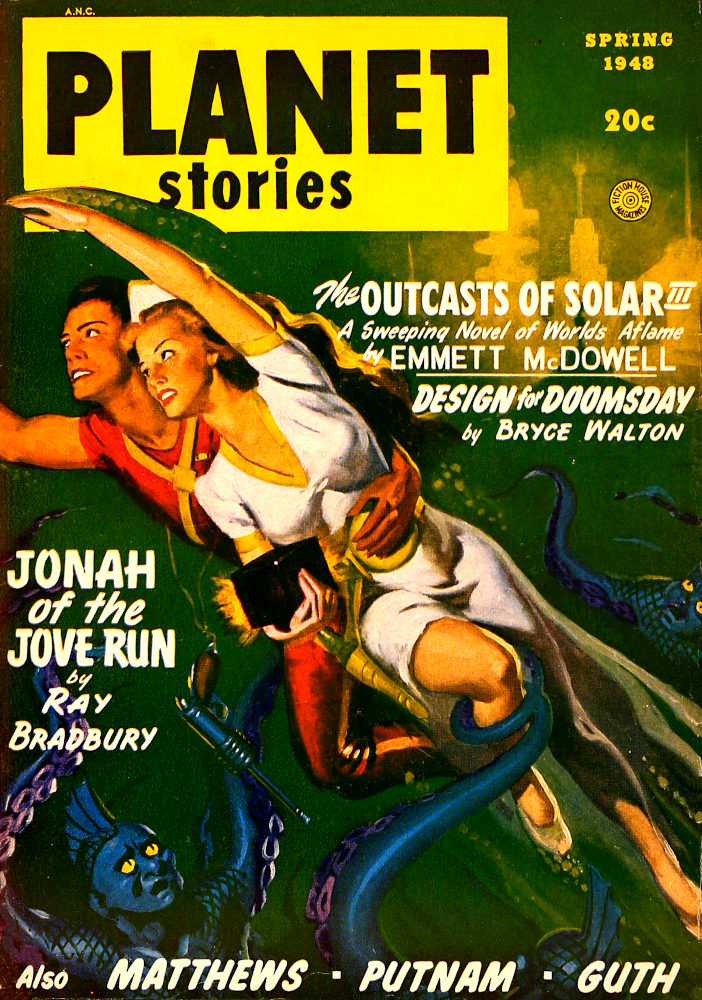 A.N.C.
PLANET
stories
SPRING
1948
20c
FICTION HOUSE
MAGAZINES
The OUTCASTS OF SOLAR III
A Sweeping Novel of Worlds Aflame
by EMMETT McDOWELL
DESIGN for DOOMSDAY
by BRYCE WALTON
JONAH
of the
JOVE RUN
by
RAY
BRADBURY
Also MATTHEWS · PUTNAM · GUTH